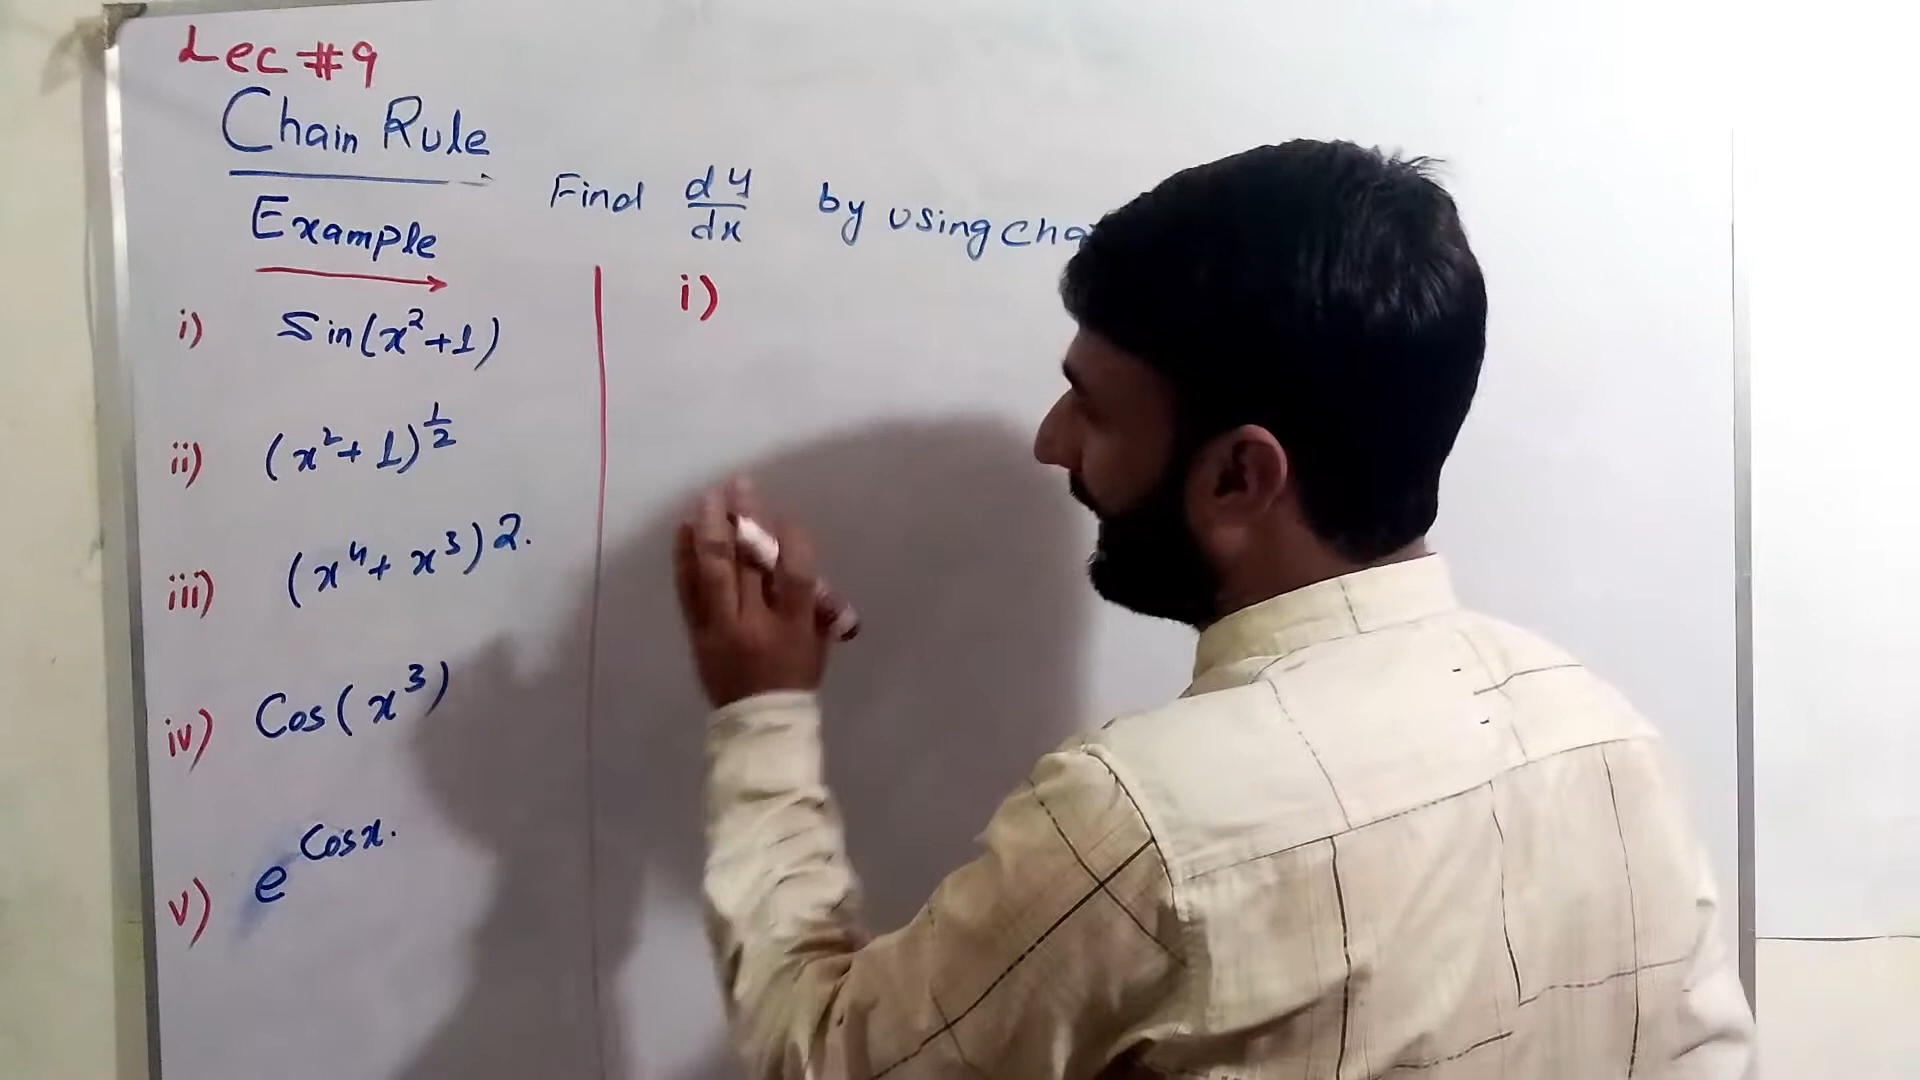 Lec #9
Chain Rule
Example
Find dy/dx by using
i) Sin(x²+1)
ii) (x²+1)^1/2
iii) (x⁴+x³)2.
iv) Cos(x³)
v) e^Cosx.
i)